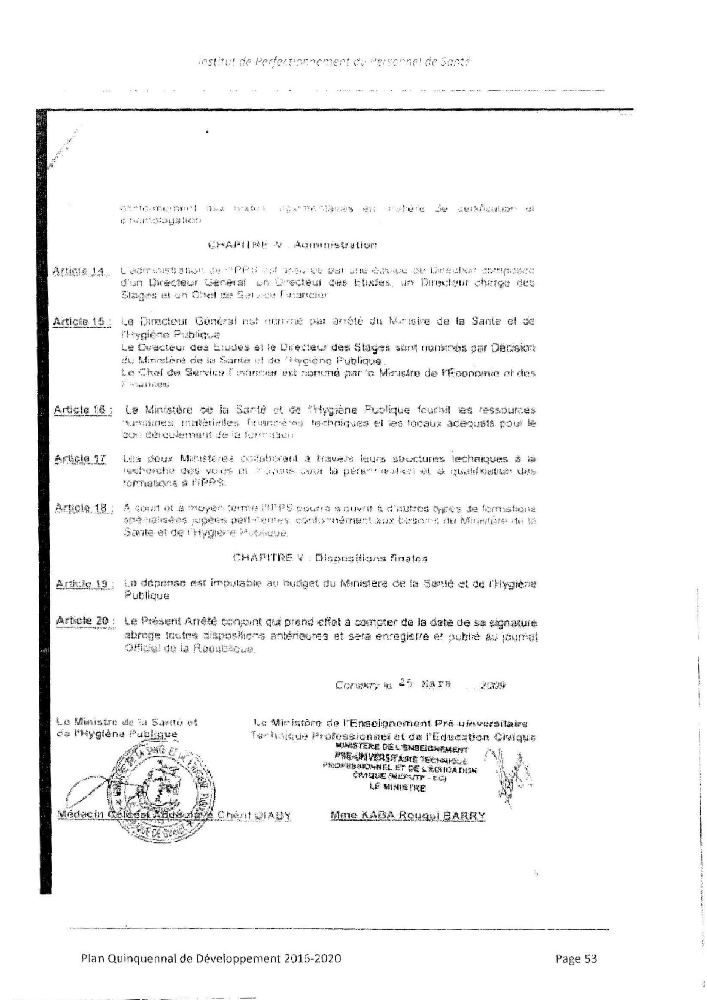 Institut de Perfectionnement du Personnel de Santé
conformément aux textes réglementaires en matière de certification et
d'homologation
CHAPITRE IV : Administration
Article 14 L'administration de l'IPPS est assurée par une équipe de Direction composée
d'un Directeur Général un Directeur des Etudes, un Directeur chargé des
Stages et un Chef de Service Financier
Article 15 : Le Directeur Général est nommé par arrêté du Ministre de la Santé et de
l'Hygiène Publique
Le Directeur des Etudes et le Directeur des Stages sont nommés par Décision
du Ministère de la Santé et de l'Hygiène Publique.
Le Chef de Service Financier est nommé par le Ministre de l'Economie et des
Finances
Article 16 : Le Ministère de la Santé et de l'Hygiène Publique fournit les ressources
humaines, matérielles, financières techniques et les locaux adéquats pour le
bon déroulement de la formation
Article 17 Les deux Ministères collaborent à travers leurs structures techniques à la
recherche des voies et moyens pour la pérennisation et la qualification des
formations à l'IPPS.
Article 18 : A court et à moyen terme l'IPPS pourra s'ouvrir à d'autres types de formations
spécialisées jugées pertinentes, conformément aux besoins du Ministère de la
Santé et de l'Hygiène Publique.
CHAPITRE V : Dispositions finales
Article 19 : La dépense est imputable au budget du Ministère de la Santé et de l'Hygiène
Publique
Article 20 : Le Présent Arrêté conjoint qui prend effet à compter de la date de sa signature
abroge toutes dispositions antérieures et sera enregistré et publié au journal
Officiel de la République.
Conakry le 25 Mars 2009
Le Ministre de la Santé et
de l'Hygiène Publique
Le Ministère de l'Enseignement Pré-universitaire
Technique Professionnel et de l'Education Civique
MINISTERE DE L'ENSEIGNEMENT
PRE-UNIVERSITAIRE TECHNIQUE
PROFESSIONNEL ET DE L'EDUCATION
CIVIQUE (MEPUTP - EC)
LE MINISTRE
Médecin Colonel Abdoulaye Chérif DIABY
Mme KABA Rougui BARRY
Plan Quinquennal de Développement 2016-2020
Page 53